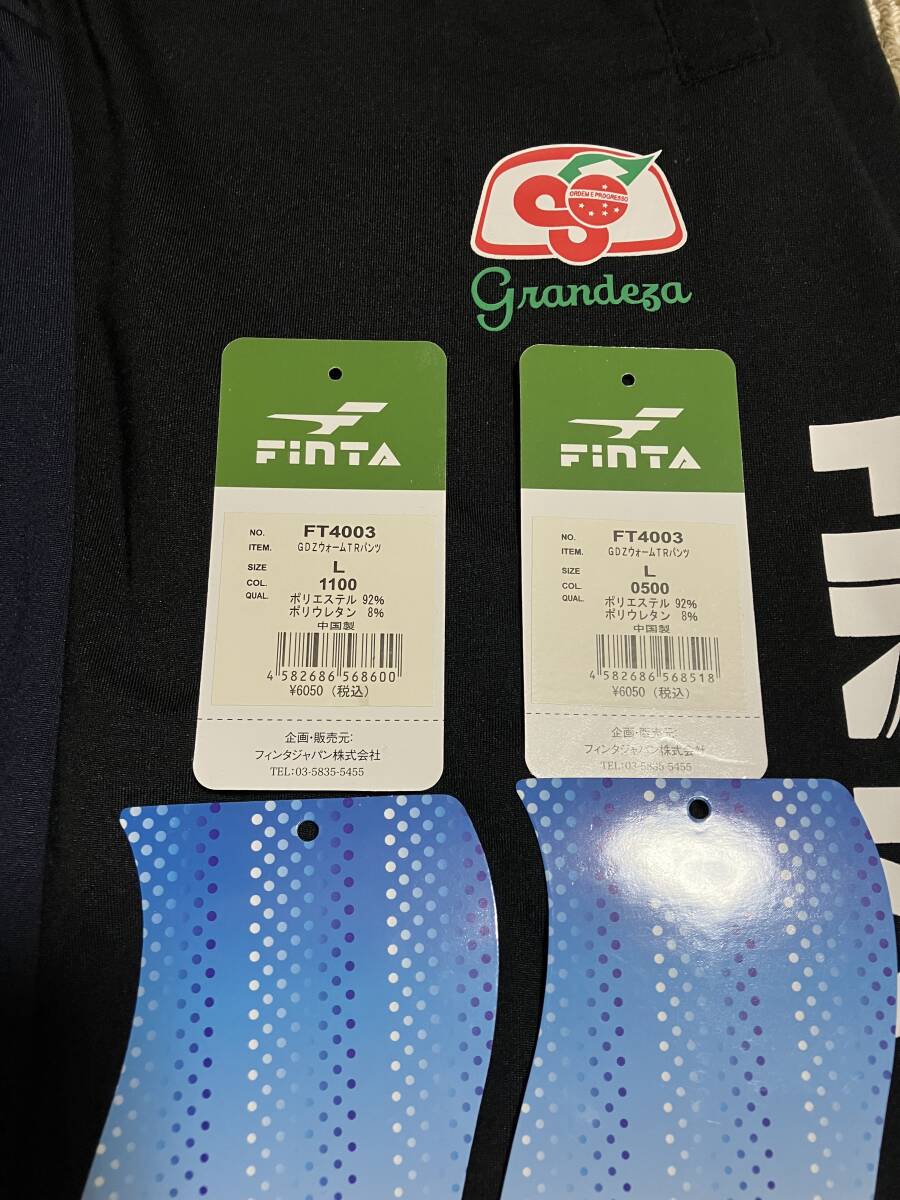 ORDEM E PROGRESSO
Grandeza
FiNTA
NO. FT4003
ITEM. GDZウォームTRパンツ
SIZE L
COL. 1100
QUAL. ポリエステル 92%
ポリウレタン 8%
中国製
4 582686 568600
¥6050（税込）
企画・販売元:
フィンタジャパン株式会社
TEL:03-5835-5455
FiNTA
NO. FT4003
ITEM. GDZウォームTRパンツ
SIZE L
COL. 0500
QUAL. ポリエステル 92%
ポリウレタン 8%
中国製
4 582686 568518
¥6050（税込）
企画・販売元:
フィンタジャパン株式会社
TEL:03-5835-5455